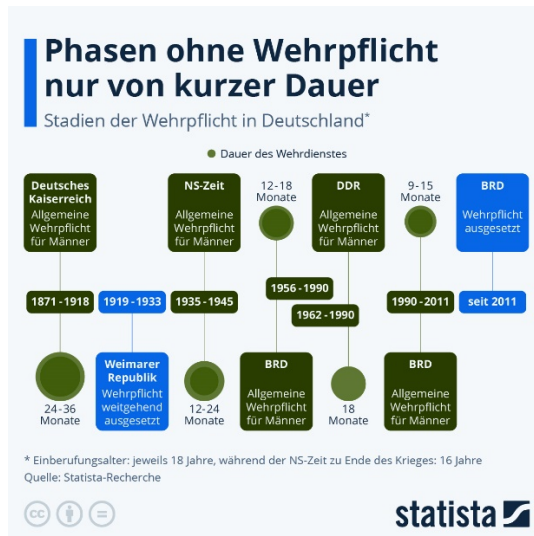 Phasen ohne Wehrpflicht
nur von kurzer Dauer
Stadien der Wehrpflicht in Deutschland*
Dauer des Wehrdienstes
Deutsches
Kaiserreich
Allgemeine
Wehrpflicht
für Männer
NS-Zeit
Allgemeine
Wehrpflicht
für Männer
12-18
Monate
DDR
Allgemeine
Wehrpflicht
für Männer
9-15
Monate
BRD
Wehrpflicht
ausgesetzt
1871-1918
1919-1933
1935-1945
1956-1990
1962-1990
1990-2011
seit 2011
24-36
Monate
Weimarer
Republik
Wehrpflicht
weitgehend
ausgesetzt
12-24
Monate
BRD
Allgemeine
Wehrpflicht
für Männer
18
Monate
BRD
Allgemeine
Wehrpflicht
für Männer
* Einberufungsalter: jeweils 18 Jahre, während der NS-Zeit zu Ende des Krieges: 16 Jahre
Quelle: Statista-Recherche
cc
=
statista